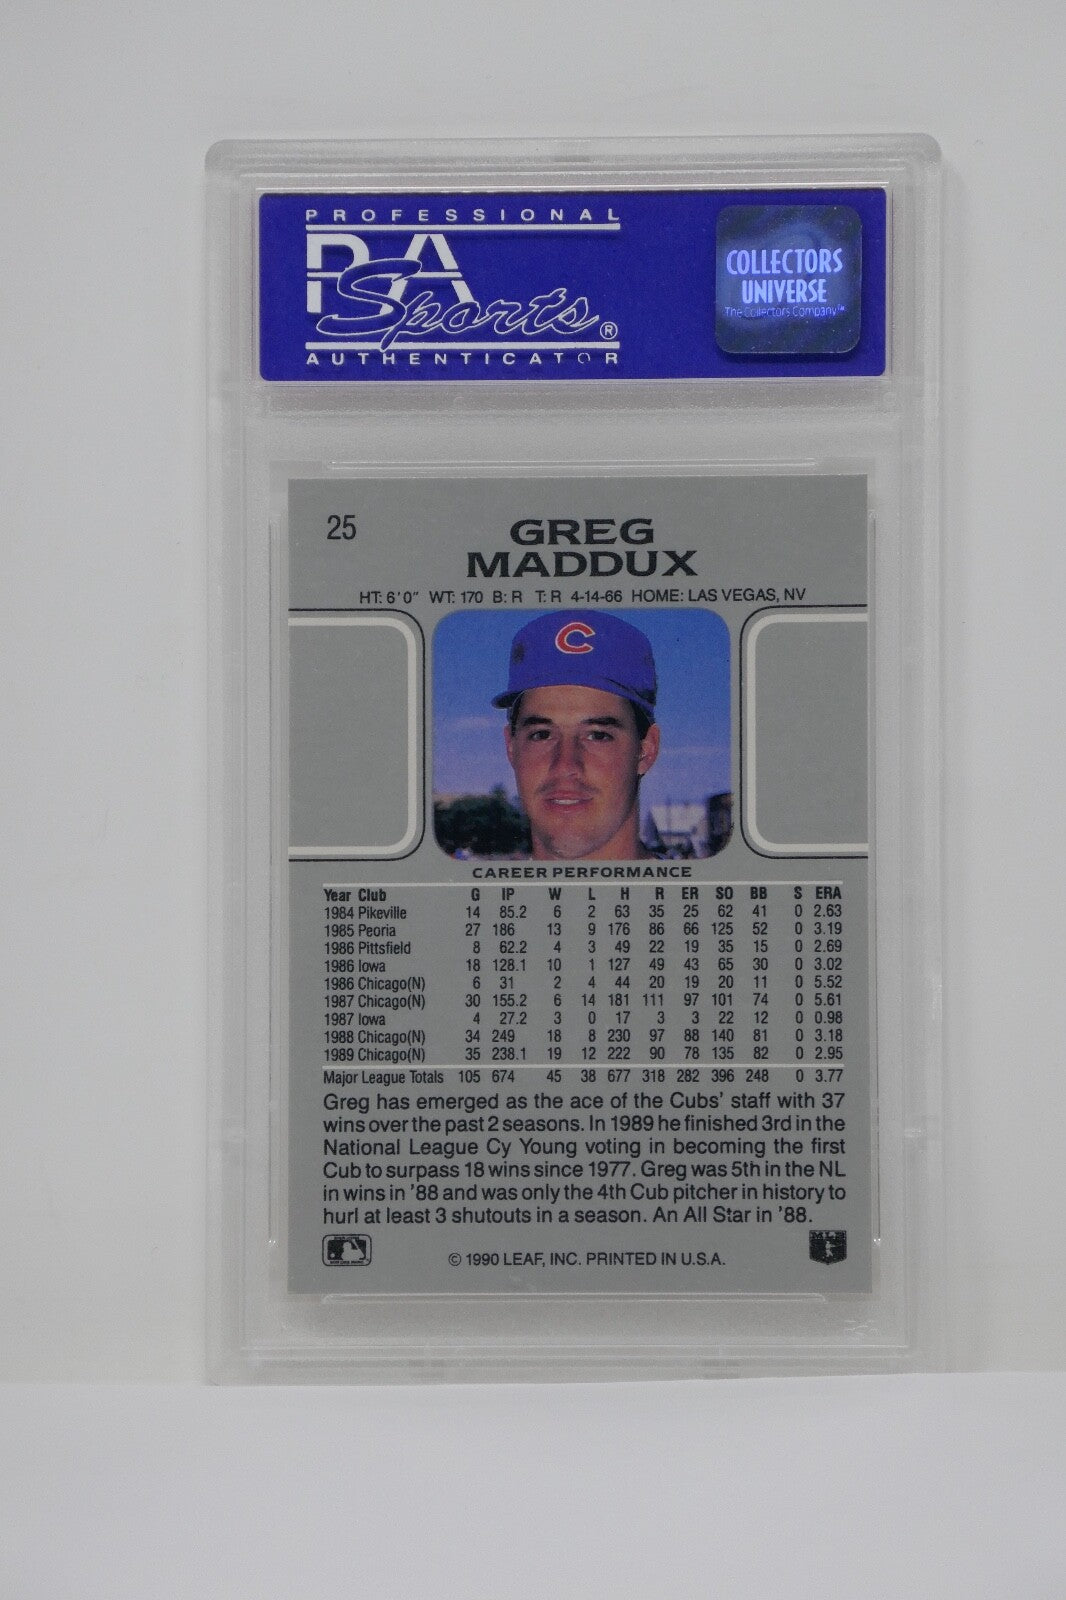 PROFESSIONAL
PSA
Sports®
AUTHENTICATOR
COLLECTORS
UNIVERSE
The Collectors Company™
25
GREG
MADDUX
HT: 6'0" WT: 170 B: R T: R 4-14-66 HOME: LAS VEGAS, NV
C
CAREER PERFORMANCE
Year Club G IP W L H R ER SO BB S ERA
1984 Pikeville 14 85.2 6 2 63 35 25 62 41 0 2.63
1985 Peoria 27 186 13 9 176 86 66 125 52 0 3.19
1986 Pittsfield 8 62.2 4 3 49 22 19 35 15 0 2.69
1986 Iowa 18 128.1 10 1 127 49 43 65 30 0 3.02
1986 Chicago(N) 6 31 2 4 44 20 19 20 11 0 5.52
1987 Chicago(N) 30 155.2 6 14 181 111 97 101 74 0 5.61
1987 Iowa 4 27.2 3 0 17 3 3 22 12 0 0.98
1988 Chicago(N) 34 249 18 8 230 97 88 140 81 0 3.18
1989 Chicago(N) 35 238.1 19 12 222 90 78 135 82 0 2.95
Major League Totals 105 674 45 38 677 318 282 396 248 0 3.77
Greg has emerged as the ace of the Cubs' staff with 37
wins over the past 2 seasons. In 1989 he finished 3rd in the
National League Cy Young voting in becoming the first
Cub to surpass 18 wins since 1977. Greg was 5th in the NL
in wins in '88 and was only the 4th Cub pitcher in history to
hurl at least 3 shutouts in a season. An All Star in '88.
© 1990 LEAF, INC. PRINTED IN U.S.A.